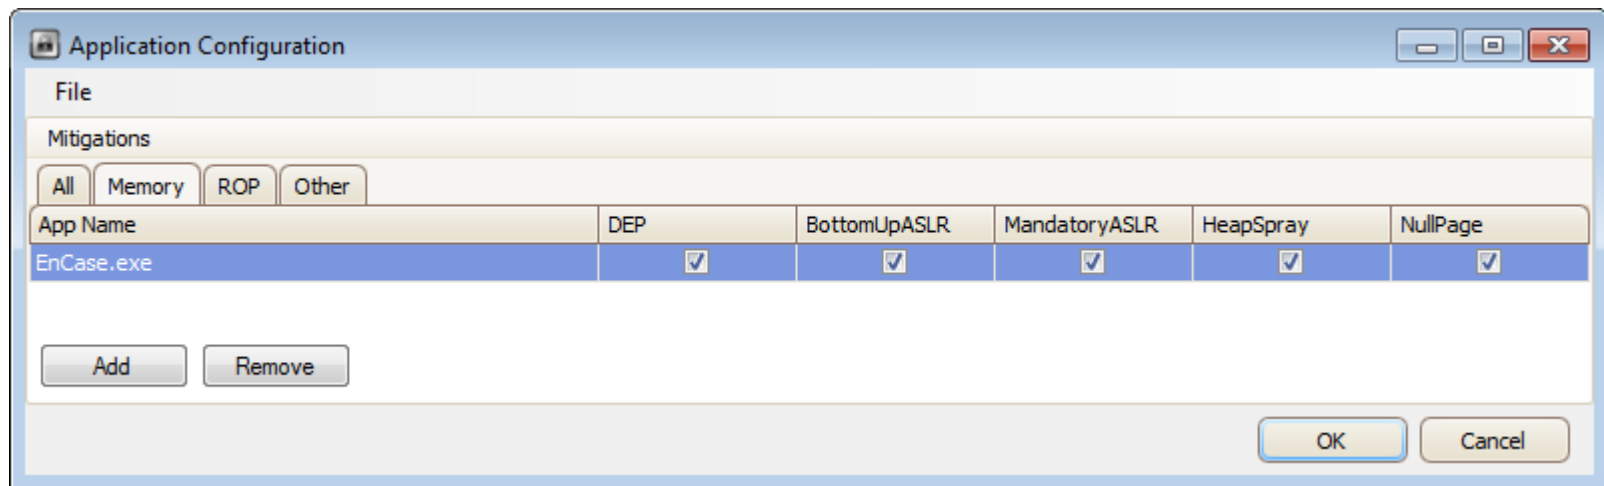 Application Configuration
File
Mitigations
All Memory ROP Other
App Name DEP BottomUpASLR MandatoryASLR HeapSpray NullPage
EnCase.exe
Add Remove
OK Cancel